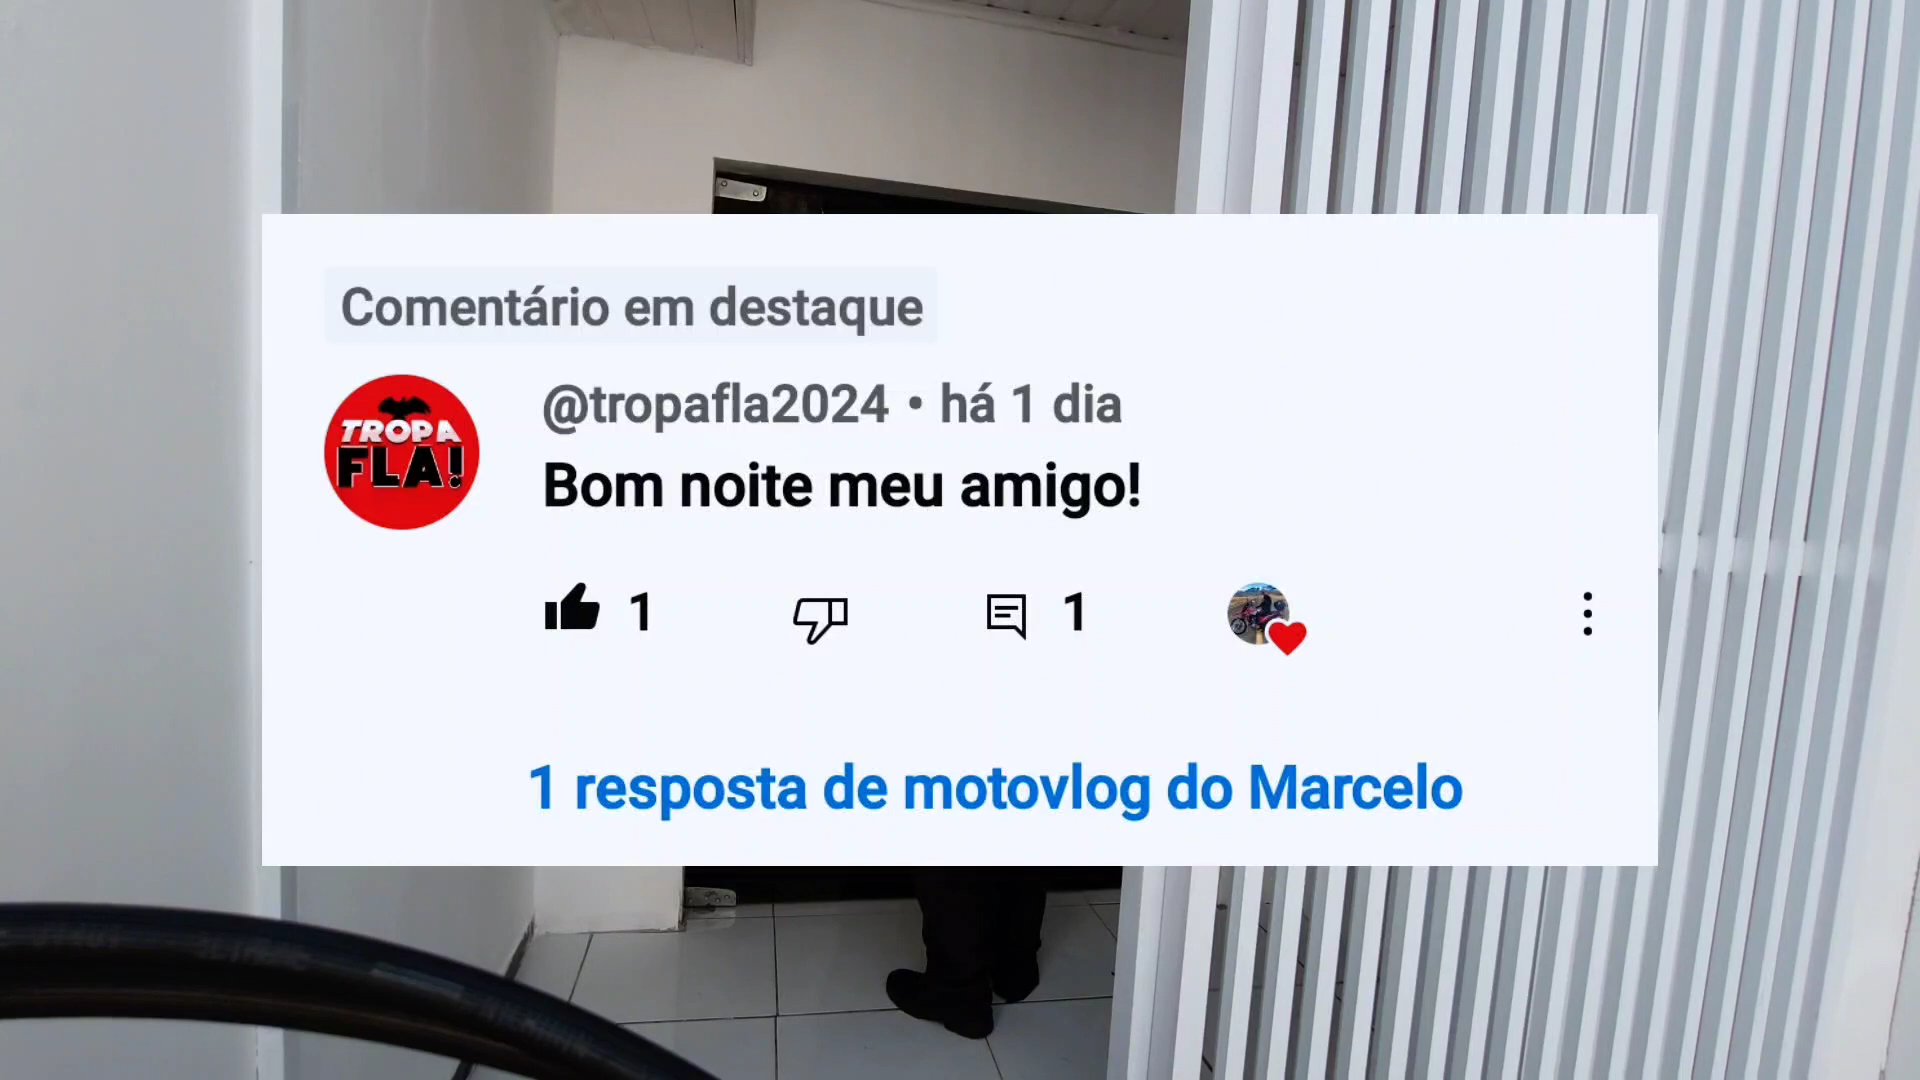 Comentário em destaque
TROPA
FLA!
@tropafla2024 • há 1 dia
Bom noite meu amigo!
1
1
1 resposta de motovlog do Marcelo